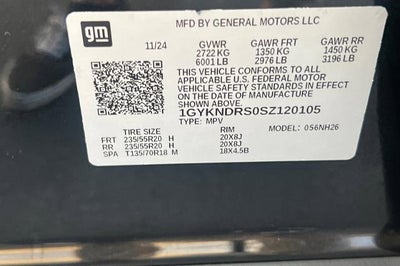 gm
MFD BY GENERAL MOTORS LLC
11/24 GVWR GAWR FRT GAWR RR
2722 KG 1350 KG 1450 KG
6001 LB 2976 LB 3196 LB
THIS VEHICLE CONFORMS TO ALL
APPLICABLE U.S. FEDERAL MOTOR
VEHICLE SAFETY STANDARDS IN EFFECT
ON THE DATE OF MANUFACTURE SHOWN ABOVE.
1GYKNDRS0SZ120105
TYPE: MPV MODEL: 056NH26
TIRE SIZE RIM
FRT 235/55R20 H 20X8J
RR 235/55R20 H 20X8J
SPA T135/70R18 M 18X4.5B